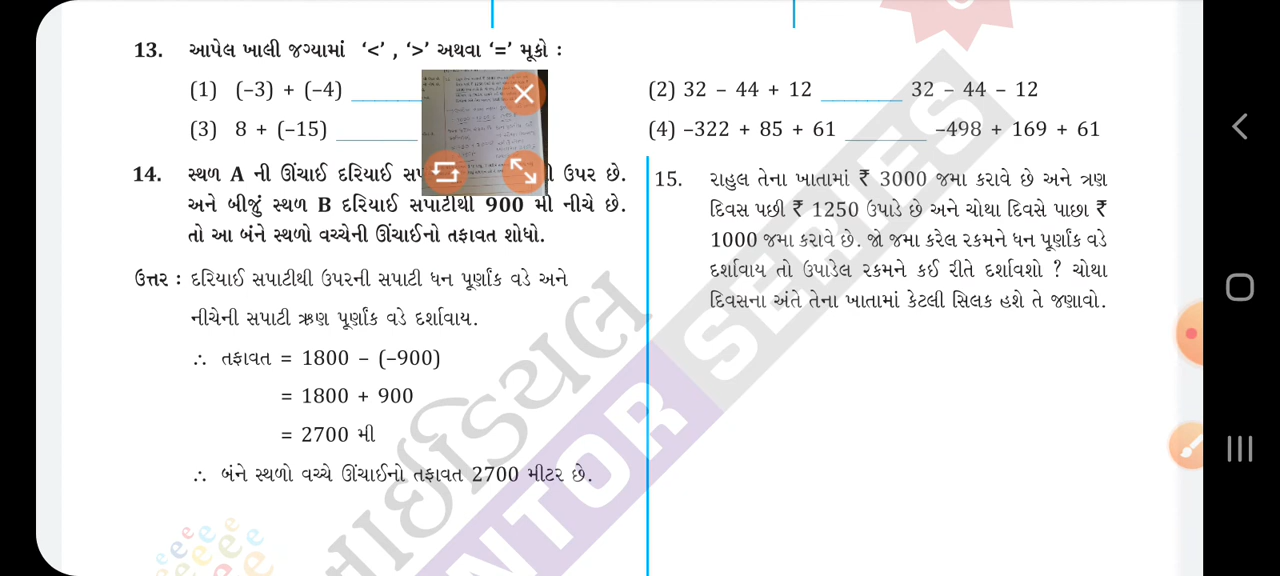 13. આપેલ ખાલી જગ્યામાં ‘<’ , ‘>’ અથવા ‘=’ મૂકો :
(1) (−3) + (−4) ________
(2) 32 − 44 + 12 ________ 32 − 44 − 12
(3) 8 + (−15) ________
(4) −322 + 85 + 61 ________ −498 + 169 + 61
14. સ્થળ A ની ઊંચાઈ દરિયાઈ ઉપર છે.
અને બીજું સ્થળ B દરિયાઈ સપાટીથી 900 મી નીચે છે.
તો આ બંને સ્થળો વચ્ચેની ઊંચાઈનો તફાવત શોધો.
ઉત્તર : દરિયાઈ સપાટીથી ઉપરની સપાટી ધન પૂર્ણાંક વડે અને
નીચેની સપાટી ઋણ પૂર્ણાંક વડે દર્શાવાય.
∴ તફાવત = 1800 − (−900)
= 1800 + 900
= 2700 મી
∴ બંને સ્થળો વચ્ચે ઊંચાઈનો તફાવત 2700 મીટર છે.
15. રાહુલ તેના ખાતામાં ₹ 3000 જમા કરાવે છે અને ત્રણ
દિવસ પછી ₹ 1250 ઉપાડે છે અને ચોથા દિવસે પાછા ₹
1000 જમા કરાવે છે. જો જમા કરેલ રકમને ધન પૂર્ણાંક વડે
દર્શાવાય તો ઉપાડેલ રકમને કઈ રીતે દર્શાવશો ? ચોથા
દિવસના અંતે તેના ખાતામાં કેટલી સિલક હશે તે જણાવો.
SERIES